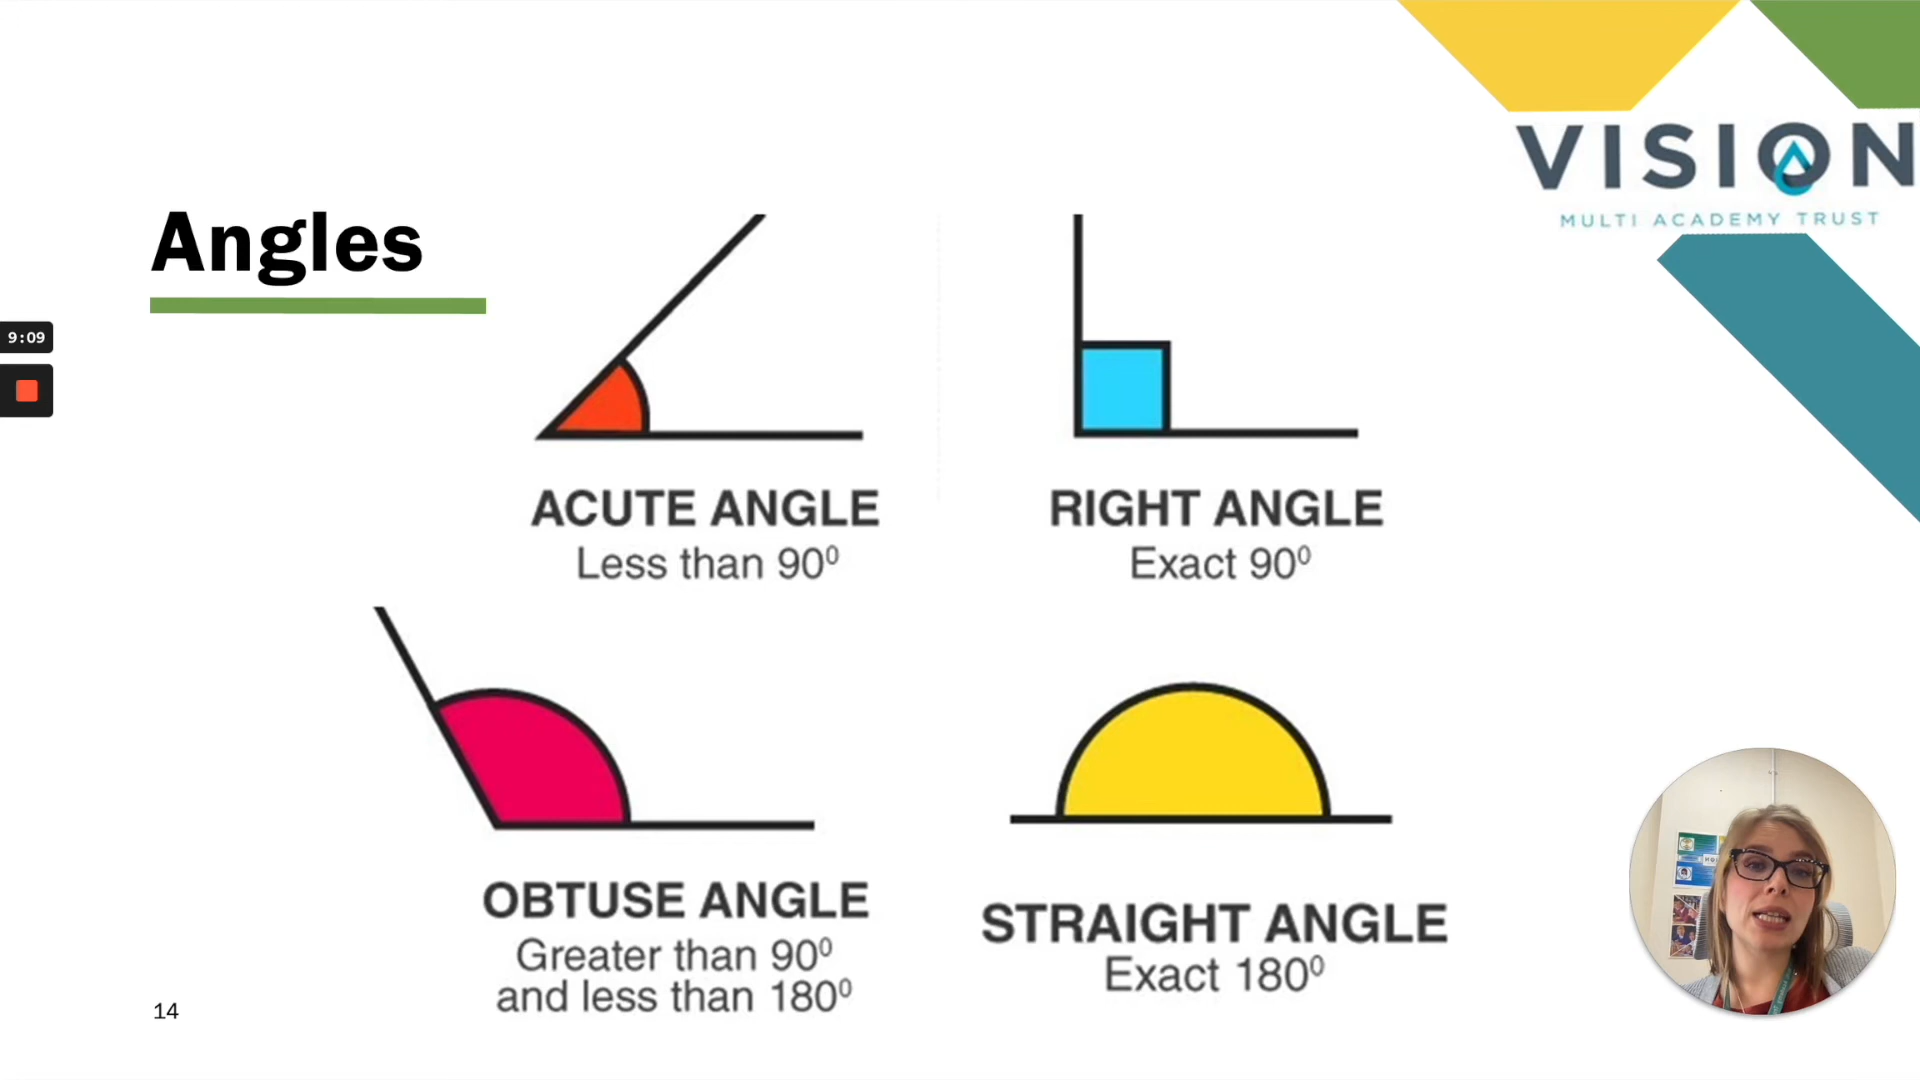 VISION
MULTI ACADEMY TRUST
Angles
9:09
ACUTE ANGLE
Less than 90⁰
RIGHT ANGLE
Exact 90⁰
OBTUSE ANGLE
Greater than 90⁰
and less than 180⁰
STRAIGHT ANGLE
Exact 180⁰
14